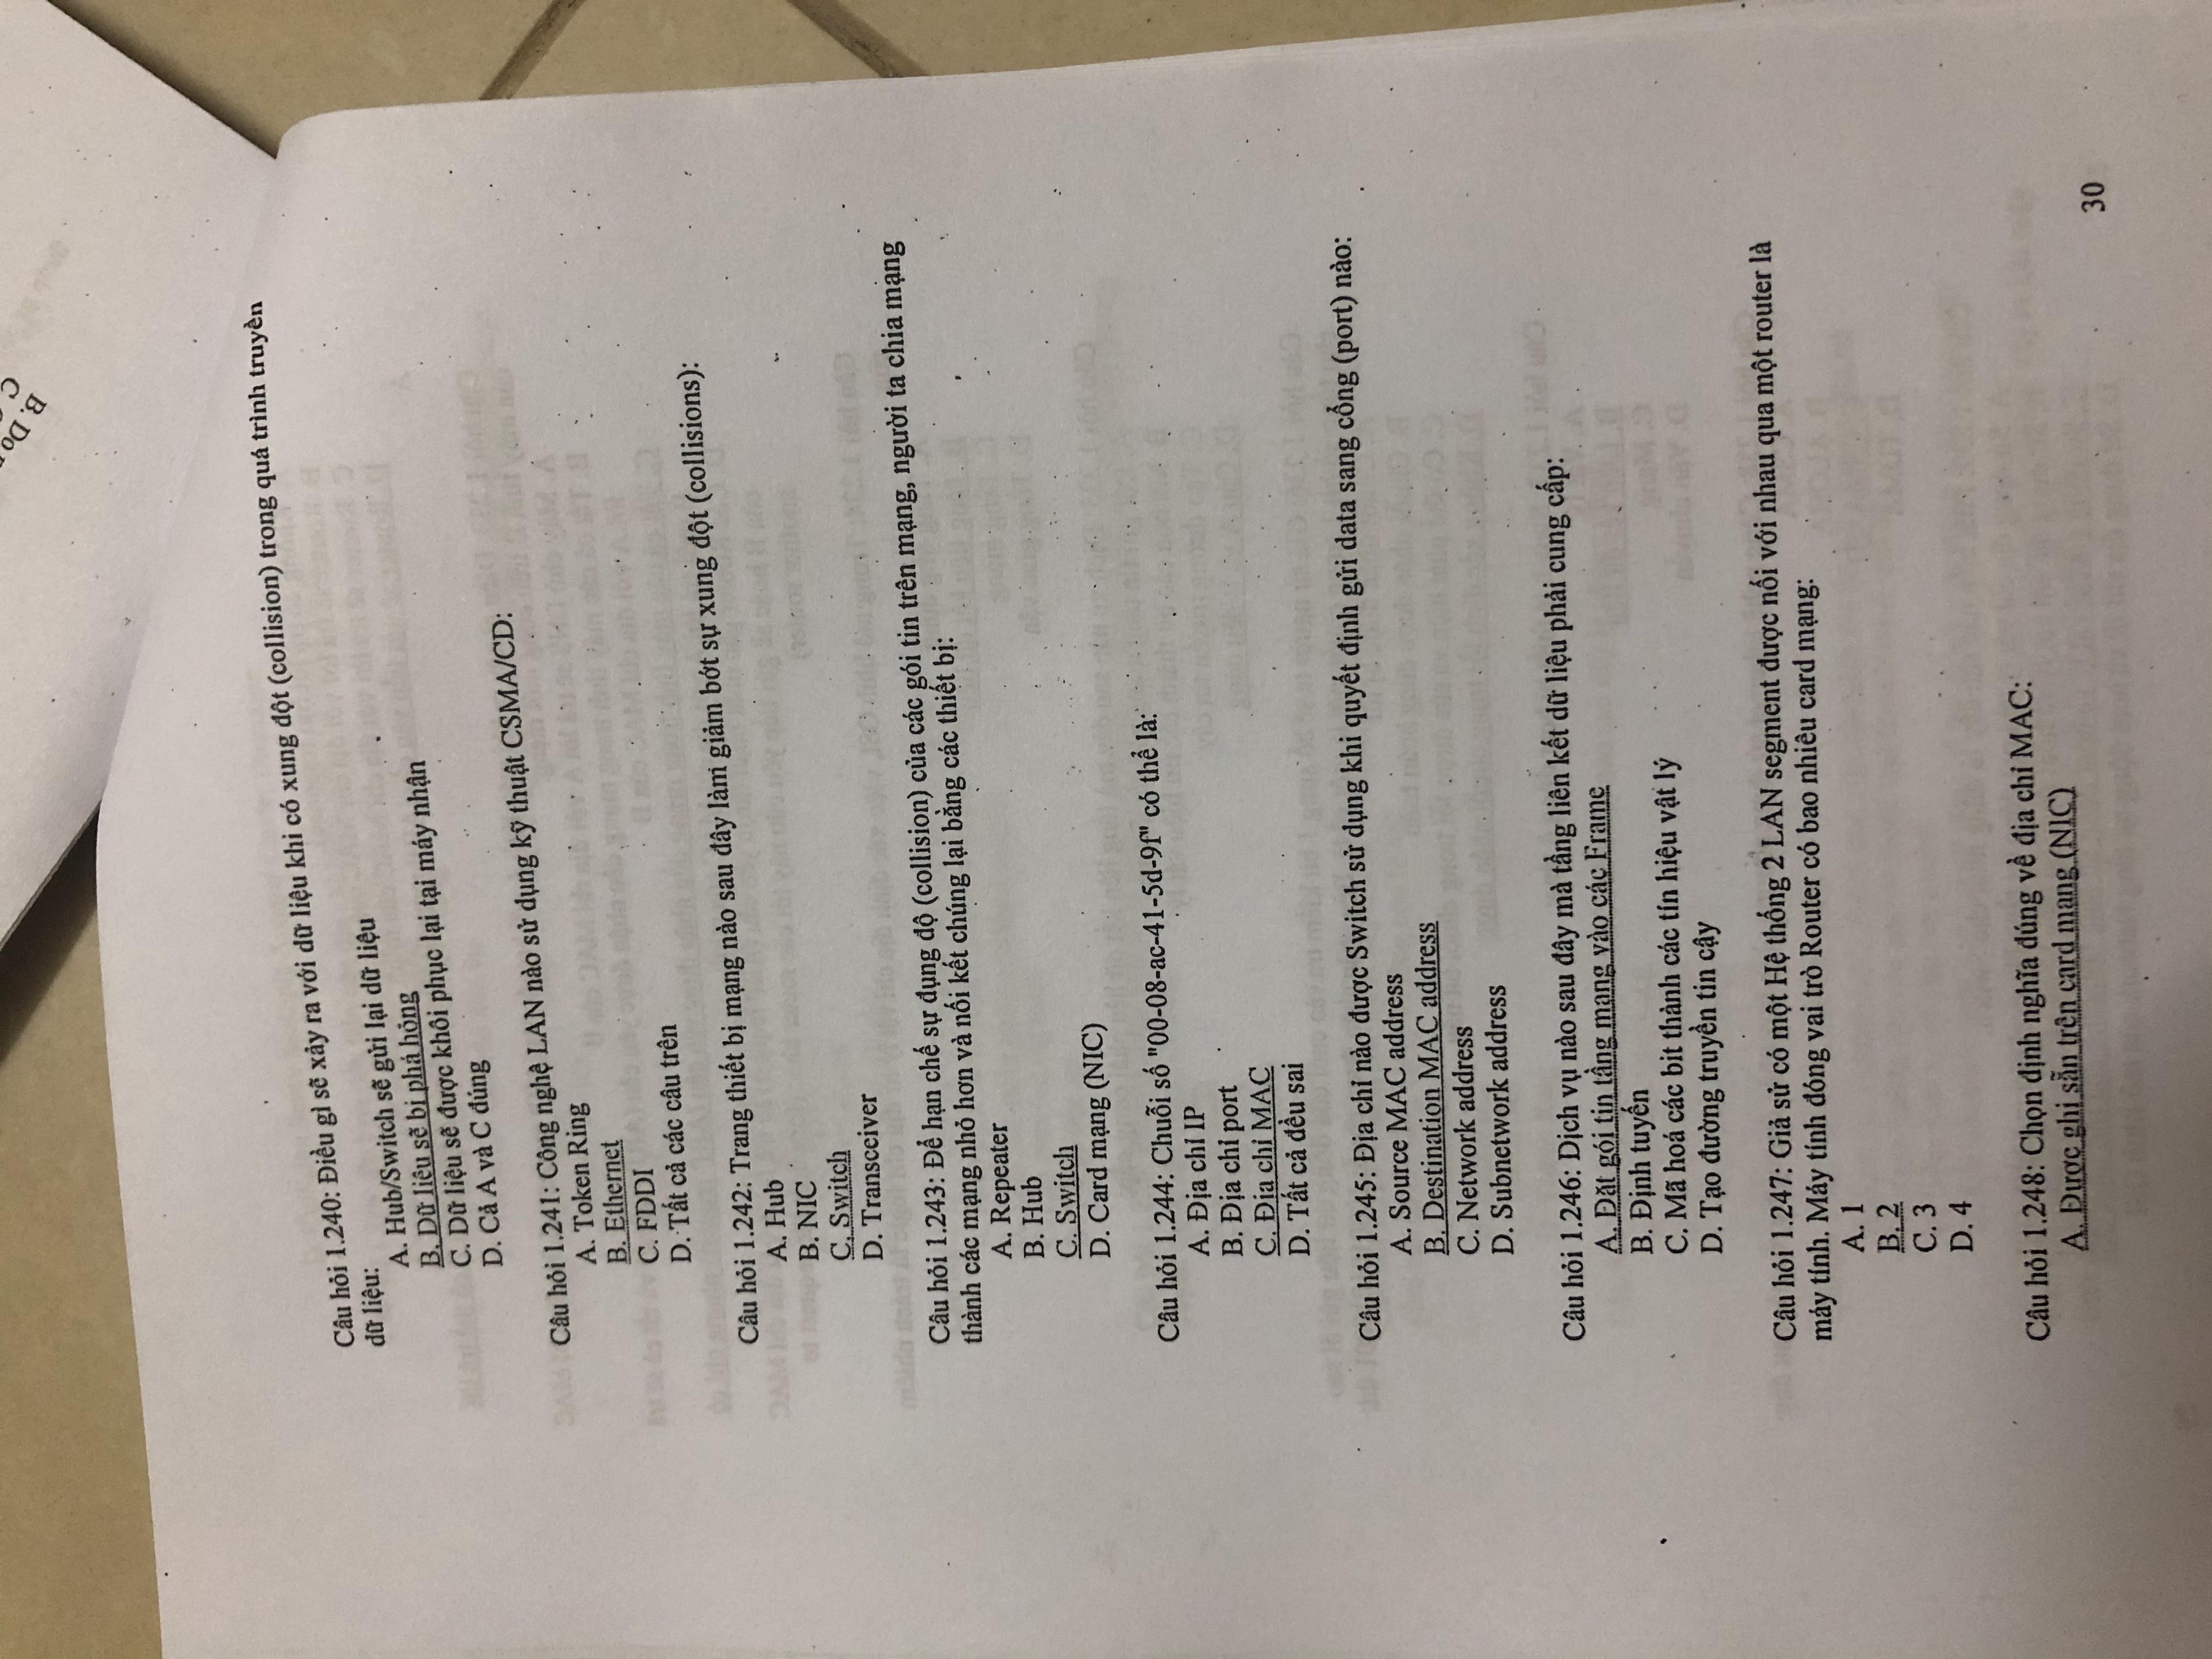 B. Do
C
Câu hỏi 1.240: Điều gì sẽ xảy ra với dữ liệu khi có xung đột (collision) trong quá trình truyền
dữ liệu:
A. Hub/Switch sẽ gửi lại dữ liệu
B. Dữ liệu sẽ bị phá hỏng
C. Dữ liệu sẽ được khôi phục lại tại máy nhận
D. Cả A và C đúng
Câu hỏi 1.241: Công nghệ LAN nào sử dụng kỹ thuật CSMA/CD:
A. Token Ring
B. Ethernet
C. FDDI
D. Tất cả các câu trên
Câu hỏi 1.242: Trang thiết bị mạng nào sau đây làm giảm bớt sự xung đột (collisions):
A. Hub
B. NIC
C. Switch
D. Transceiver
Câu hỏi 1.243: Để hạn chế sự đụng độ (collision) của các gói tin trên mạng, người ta chia mạng
thành các mạng nhỏ hơn và nối kết chúng lại bằng các thiết bị:
A. Repeater
B. Hub
C. Switch
D. Card mạng (NIC)
Câu hỏi 1.244: Chuỗi số "00-08-ac-41-5d-9f" có thể là:
A. Địa chỉ IP
B. Địa chỉ port
C. Địa chỉ MAC
D. Tất cả đều sai
Câu hỏi 1.245: Địa chỉ nào được Switch sử dụng khi quyết định gửi data sang cổng (port) nào:
A. Source MAC address
B. Destination MAC address
C. Network address
D. Subnetwork address
Câu hỏi 1.246: Dịch vụ nào sau đây mà tầng liên kết dữ liệu phải cung cấp:
A. Đặt gói tin tầng mạng vào các Frame
B. Định tuyến
C. Mã hoá các bit thành các tín hiệu vật lý
D. Tạo đường truyền tin cậy
Câu hỏi 1.247: Giả sử có một Hệ thống 2 LAN segment được nối với nhau qua một router là
máy tính. Máy tính đóng vai trò Router có bao nhiêu card mạng:
A. 1
B. 2
C. 3
D. 4
Câu hỏi 1.248: Chọn định nghĩa đúng về địa chỉ MAC:
A. Được ghi sẵn trên card mạng (NIC)
30